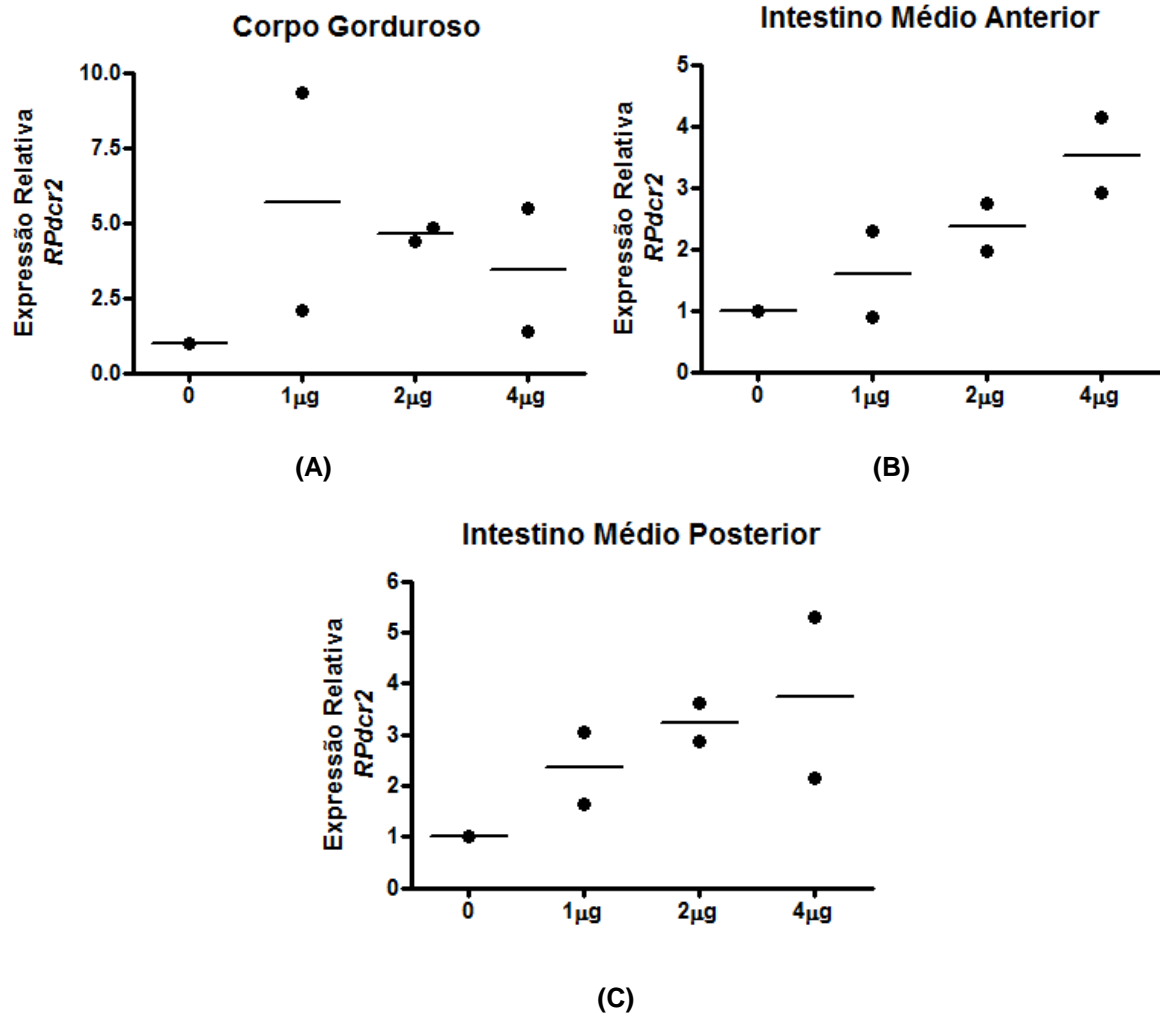 Corpo Gorduroso
Expressão Relativa
RPdcr2
10.0
7.5
5.0
2.5
0.0
0
1µg
2µg
4µg
(A)
Intestino Médio Anterior
Expressão Relativa
RPdcr2
5
4
3
2
1
0
0
1µg
2µg
4µg
(B)
Intestino Médio Posterior
Expressão Relativa
RPdcr2
6
5
4
3
2
1
0
0
1µg
2µg
4µg
(C)